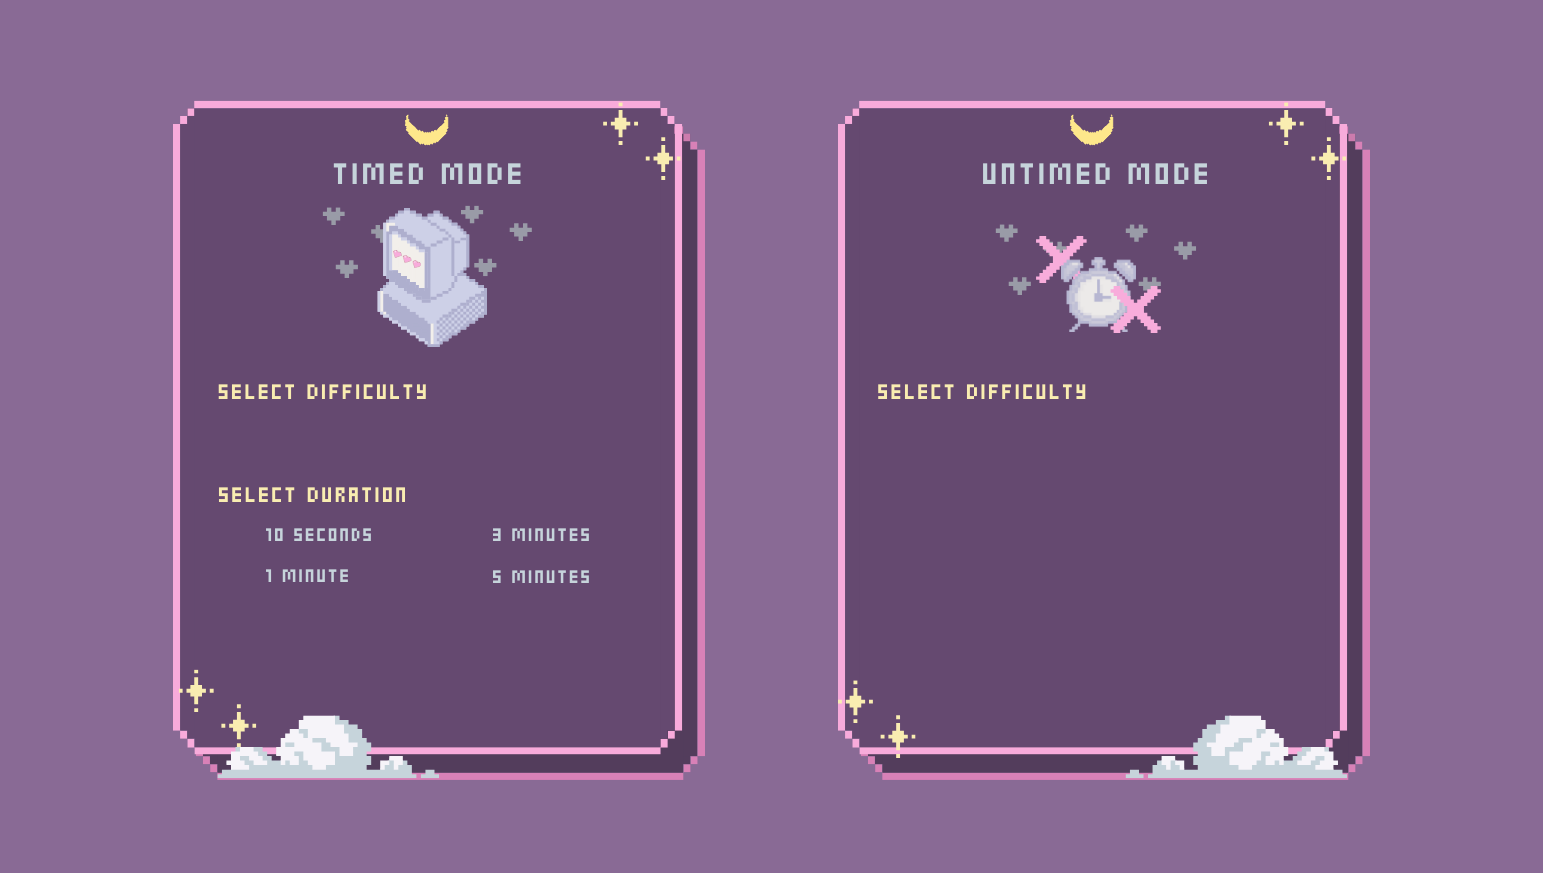 TIMED MODE
SELECT DIFFICULTY
SELECT DURATION
10 SECONDS
3 MINUTES
1 MINUTE
5 MINUTES
UNTIMED MODE
SELECT DIFFICULTY